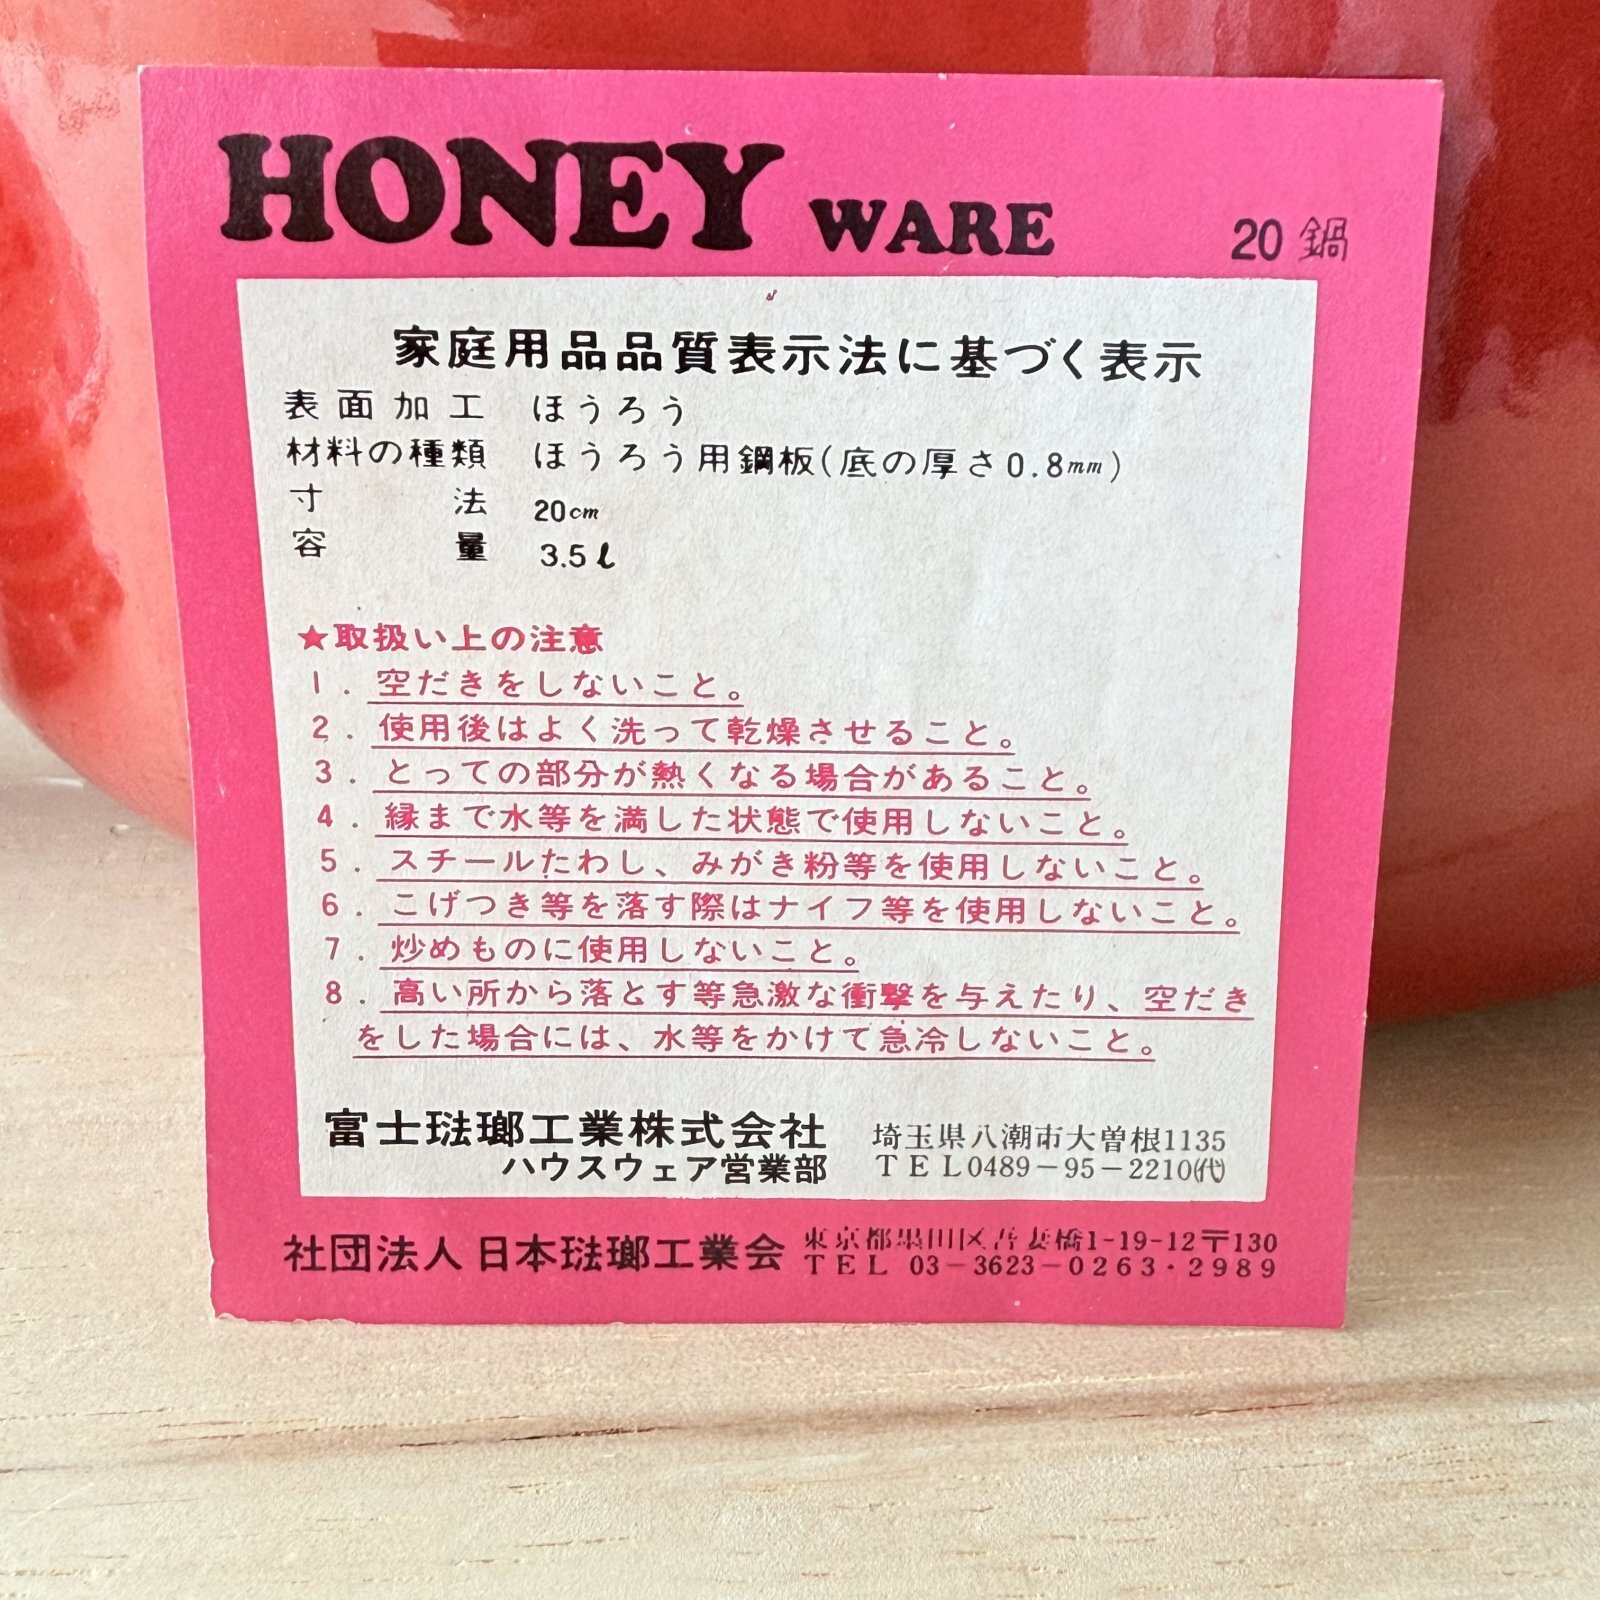 HONEY WARE
20 鍋
家庭用品品質表示法に基づく表示
表面加工 ほうろう
材料の種類 ほうろう用鋼板(底の厚さ0.8mm)
寸法 20cm
容量 3.5ℓ
★取扱い上の注意
1. 空だきをしないこと。
2. 使用後はよく洗って乾燥させること。
3. とっての部分が熱くなる場合があること。
4. 縁まで水等を満した状態で使用しないこと。
5. スチールたわし、みがき粉等を使用しないこと。
6. こげつき等を落す際はナイフ等を使用しないこと。
7. 炒めものに使用しないこと。
8. 高い所から落とす等急激な衝撃を与えたり、空だき
をした場合には、水等をかけて急冷しないこと。
富士琺瑯工業株式会社
ハウスウェア営業部
埼玉県八潮市大曽根1135
TEL0489-95-2210(代)
社団法人 日本琺瑯工業会
東京都墨田区吾妻橋1-19-12〒130
TEL 03-3623-0263・2989